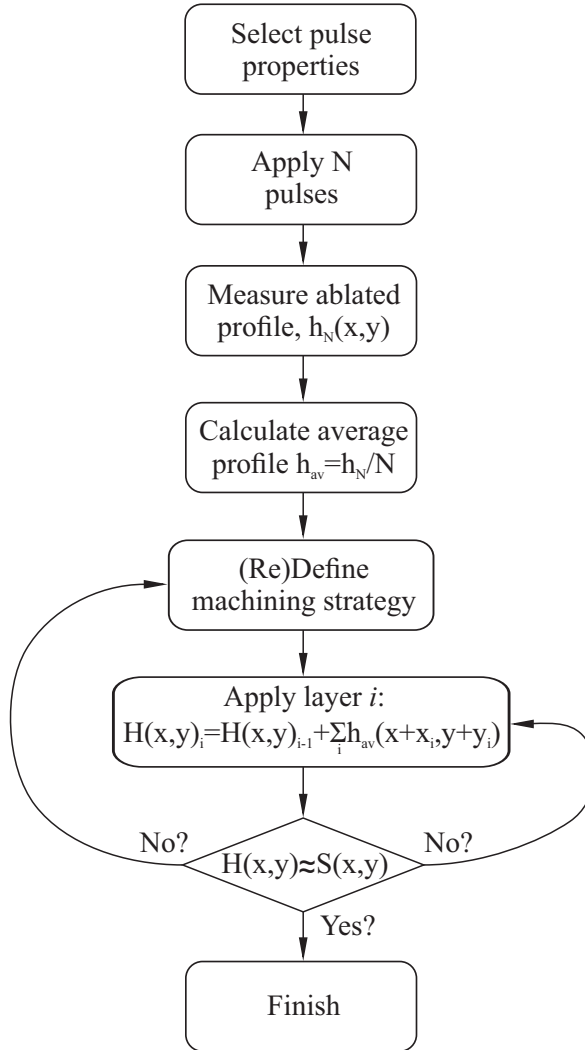 Select pulse
properties
Apply N
pulses
Measure ablated
profile, h_N(x,y)
Calculate average
profile h_av=h_N/N
(Re)Define
machining strategy
Apply layer i:
H(x,y)_i=H(x,y)_i-1+Σ_i h_av(x+x_i,y+y_i)
No?
H(x,y)≈S(x,y)
No?
Yes?
Finish